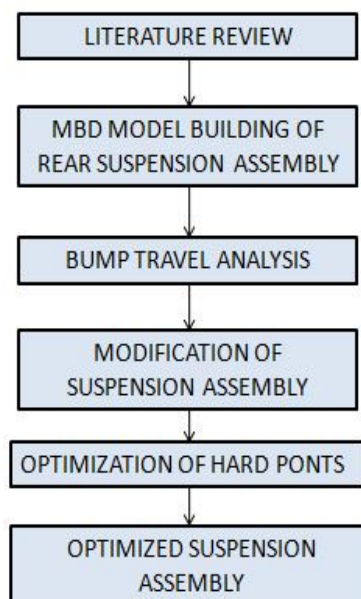 LITERATURE REVIEW
MBD MODEL BUILDING OF
REAR SUSPENSION ASSEMBLY
BUMP TRAVEL ANALYSIS
MODIFICATION OF
SUSPENSION ASSEMBLY
OPTIMIZATION OF HARD PONTS
OPTIMIZED SUSPENSION
ASSEMBLY